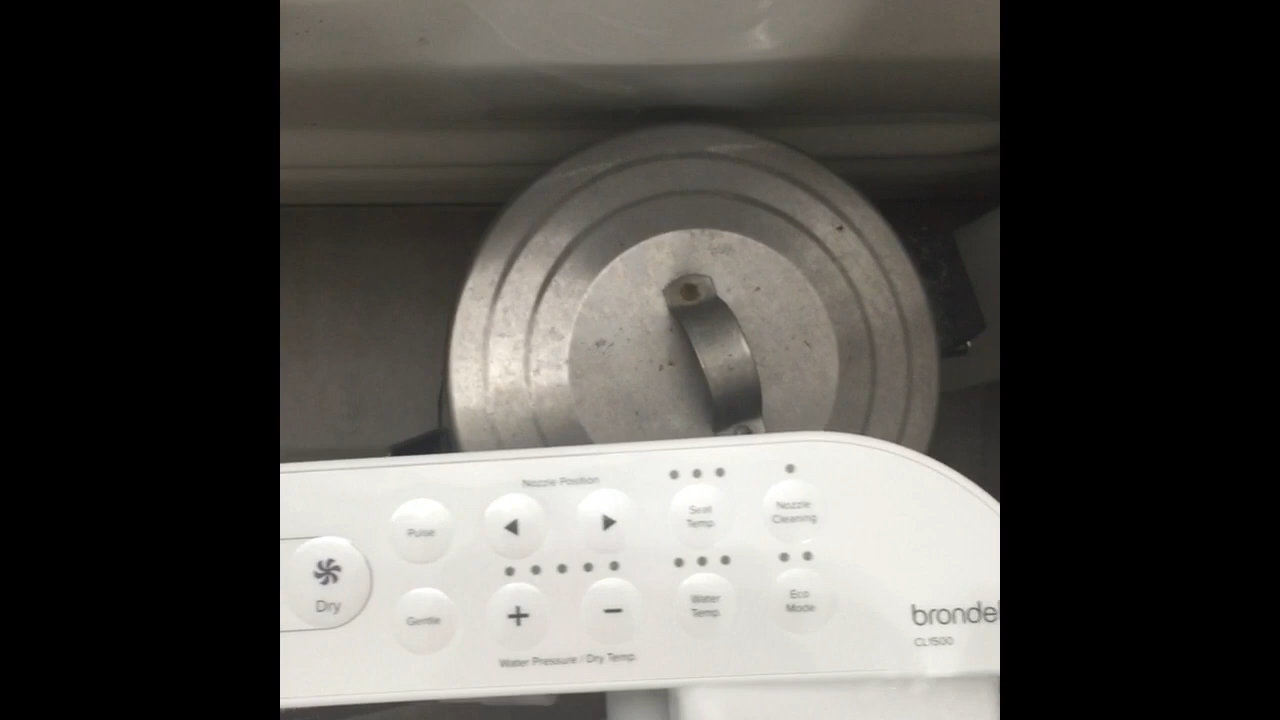 Nozzle Position
Pulse
Seat
Temp.
Nozzle
Cleaning
Dry
Gentle
+
−
Water
Temp.
Eco
Mode
Water Pressure / Dry Temp.
brondel
CL1500